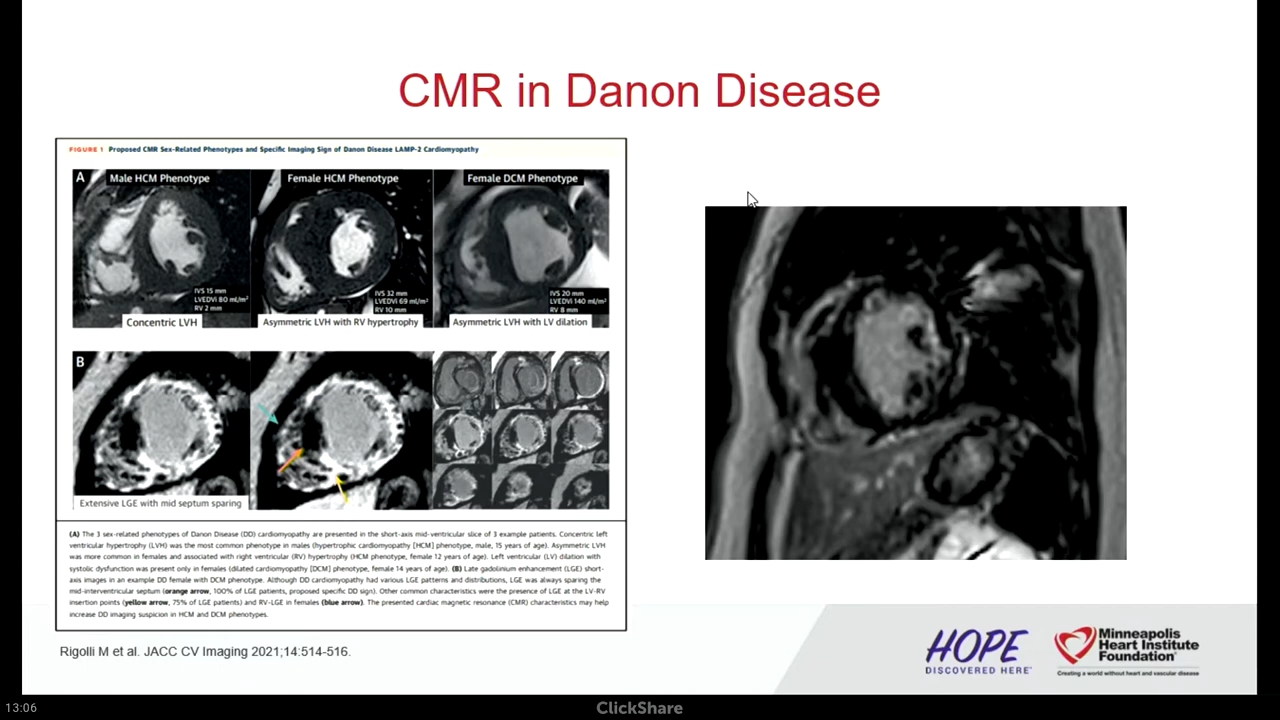 CMR in Danon Disease
FIGURE 1 Proposed CMR Sex-Related Phenotypes and Specific Imaging Sign of Danon Disease LAMP-2 Cardiomyopathy
A
Male HCM Phenotype
Female HCM Phenotype
Female DCM Phenotype
IVS 15 mm
LVEDVi 80 ml/m²
RV 2 mm
IVS 32 mm
LVEDVi 69 ml/m²
RV 10 mm
IVS 20 mm
LVEDVi 140 ml/m²
RV 8 mm
Concentric LVH
Asymmetric LVH with RV hypertrophy
Asymmetric LVH with LV dilation
B
Extensive LGE with mid septum sparing
(A) The 3 sex-related phenotypes of Danon Disease (DD) cardiomyopathy are presented in the short-axis mid-ventricular slice of 3 example patients. Concentric left
ventricular hypertrophy (LVH) was the most common phenotype in males (hypertrophic cardiomyopathy [HCM] phenotype, male, 15 years of age). Asymmetric LVH
was more common in females and associated with right ventricular (RV) hypertrophy (HCM phenotype, female 12 years of age). Left ventricular (LV) dilation with
systolic dysfunction was present only in females (dilated cardiomyopathy [DCM] phenotype, female 14 years of age). (B) Late gadolinium enhancement (LGE) short-
axis images in an example DD female with DCM phenotype. Although DD cardiomyopathy had various LGE patterns and distributions, LGE was always sparing the
mid-interventricular septum (orange arrow, 100% of LGE patients, proposed specific DD sign). Other common characteristics were the presence of LGE at the LV-RV
insertion points (yellow arrow, 75% of LGE patients) and RV-LGE in females (blue arrow). The presented cardiac magnetic resonance (CMR) characteristics may help
increase DD imaging suspicion in HCM and DCM phenotypes.
Rigolli M et al. JACC CV Imaging 2021;14:514-516.
HOPE
DISCOVERED HERE™
Minneapolis
Heart Institute
Foundation®
Creating a world without heart and vascular disease
13:06
ClickShare